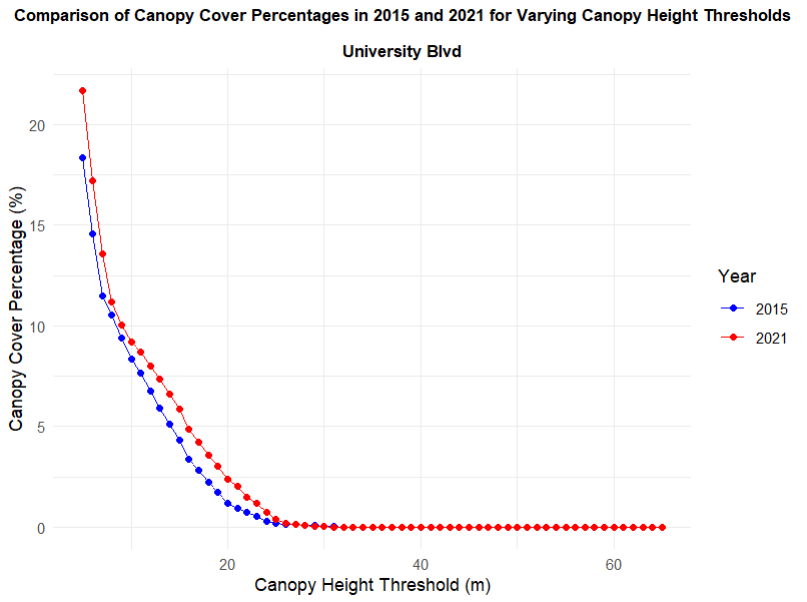 Comparison of Canopy Cover Percentages in 2015 and 2021 for Varying Canopy Height Thresholds
University Blvd
Canopy Cover Percentage (%)
20
15
10
5
0
20
40
60
Canopy Height Threshold (m)
Year
2015
2021